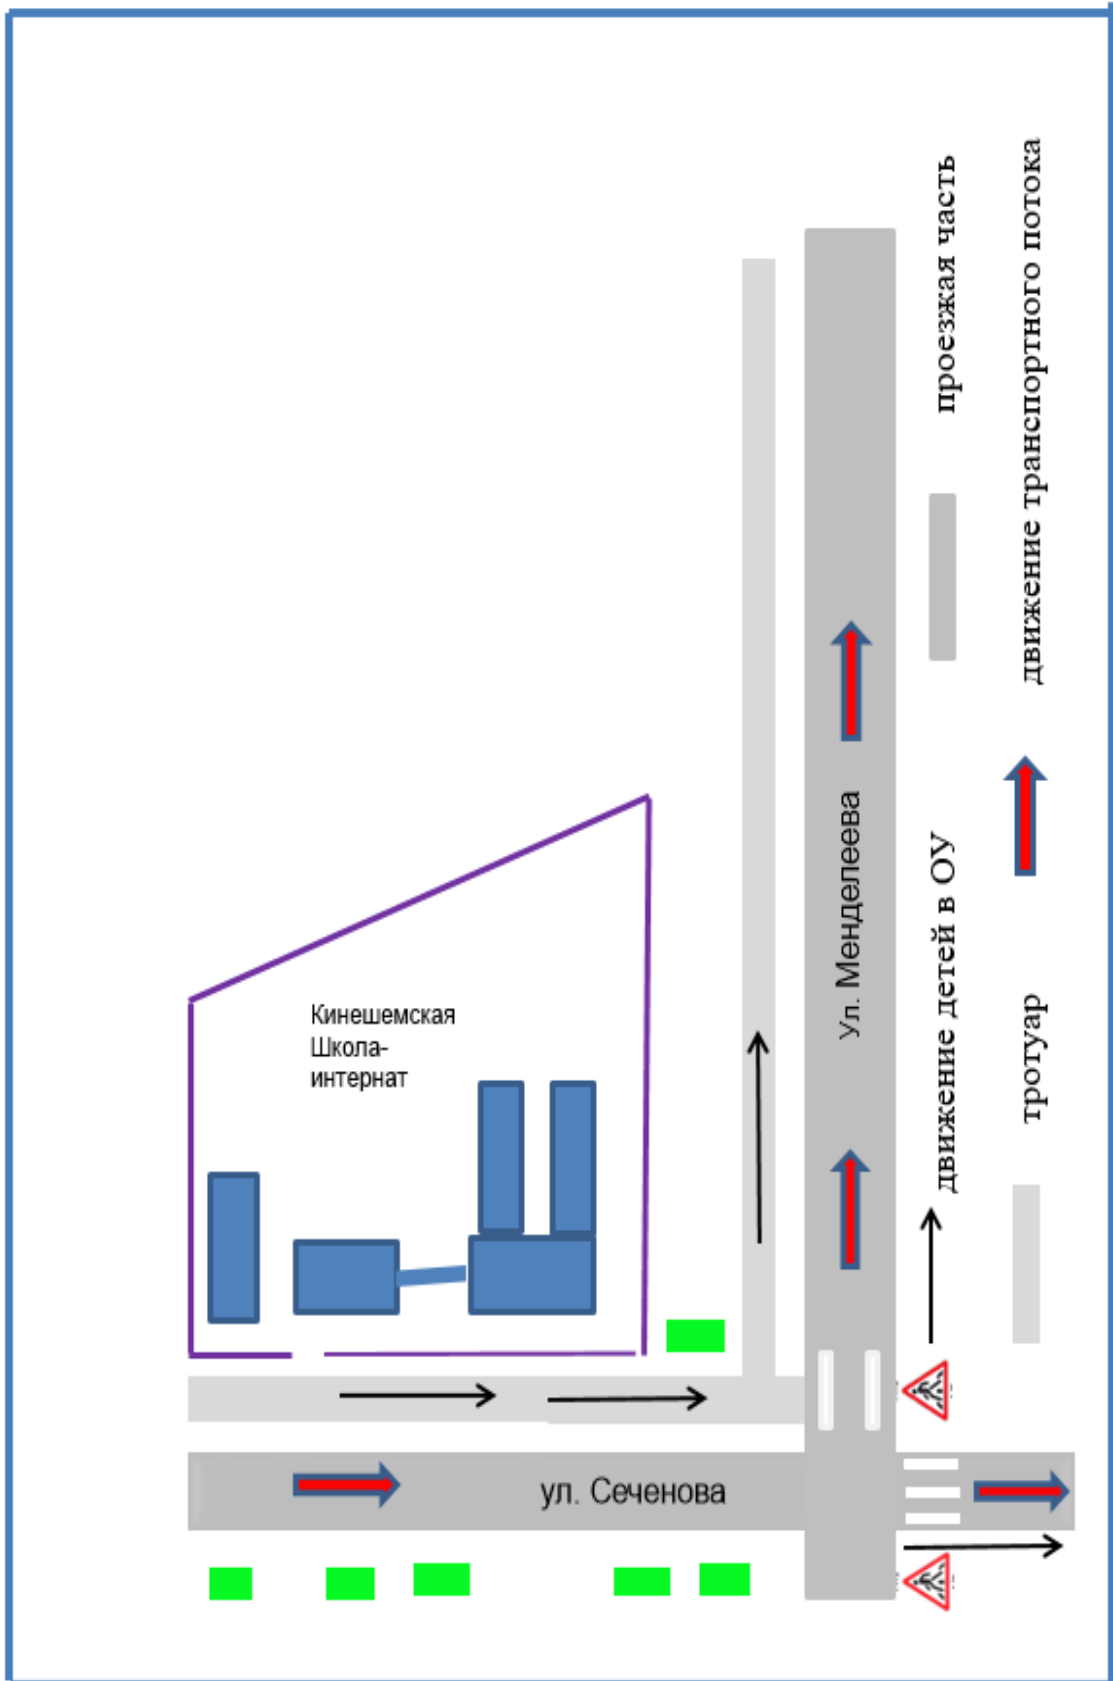 Кинешемская
Школа-
интернат
ул. Сеченова
Ул. Менделеева
движение детей в ОУ
проезжая часть
тротуар
движение транспортного потока